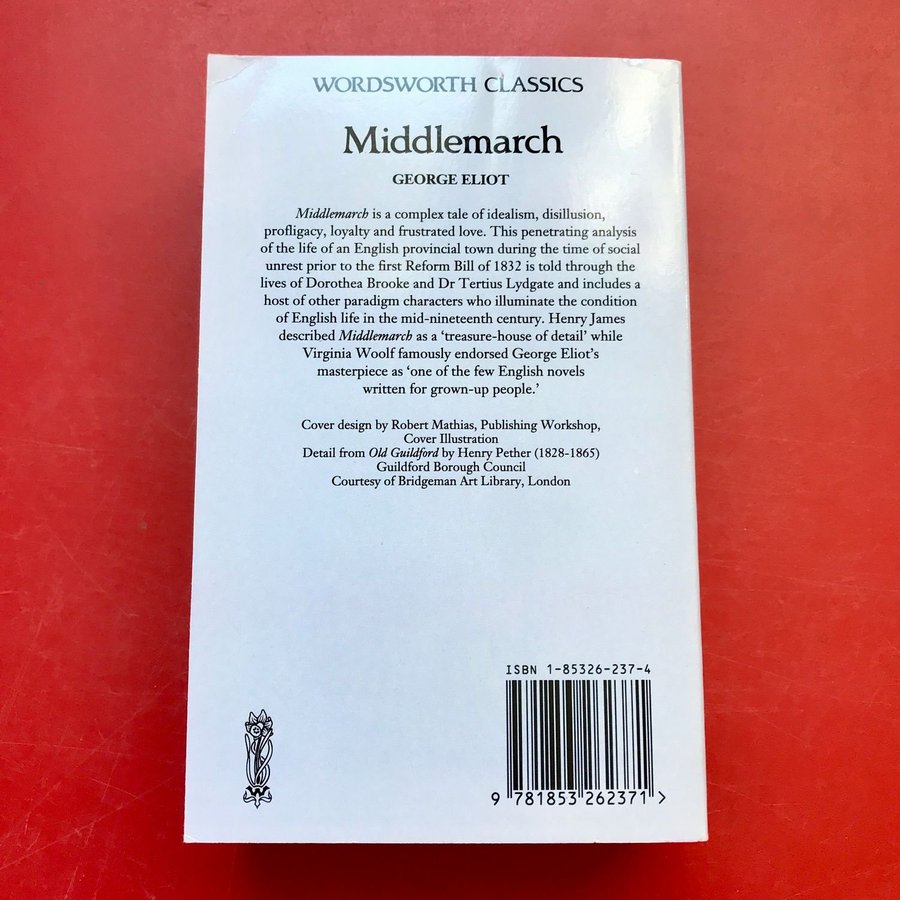 WORDSWORTH CLASSICS
Middlemarch
GEORGE ELIOT
Middlemarch is a complex tale of idealism, disillusion,
profligacy, loyalty and frustrated love. This penetrating analysis
of the life of an English provincial town during the time of social
unrest prior to the first Reform Bill of 1832 is told through the
lives of Dorothea Brooke and Dr Tertius Lydgate and includes a
host of other paradigm characters who illuminate the condition
of English life in the mid-nineteenth century. Henry James
described Middlemarch as a ‘treasure-house of detail’ while
Virginia Woolf famously endorsed George Eliot’s
masterpiece as ‘one of the few English novels
written for grown-up people.’
Cover design by Robert Mathias, Publishing Workshop,
Cover Illustration
Detail from Old Guildford by Henry Pether (1828-1865)
Guildford Borough Council
Courtesy of Bridgeman Art Library, London
ISBN 1-85326-237-4
9 781853 262371 >
W